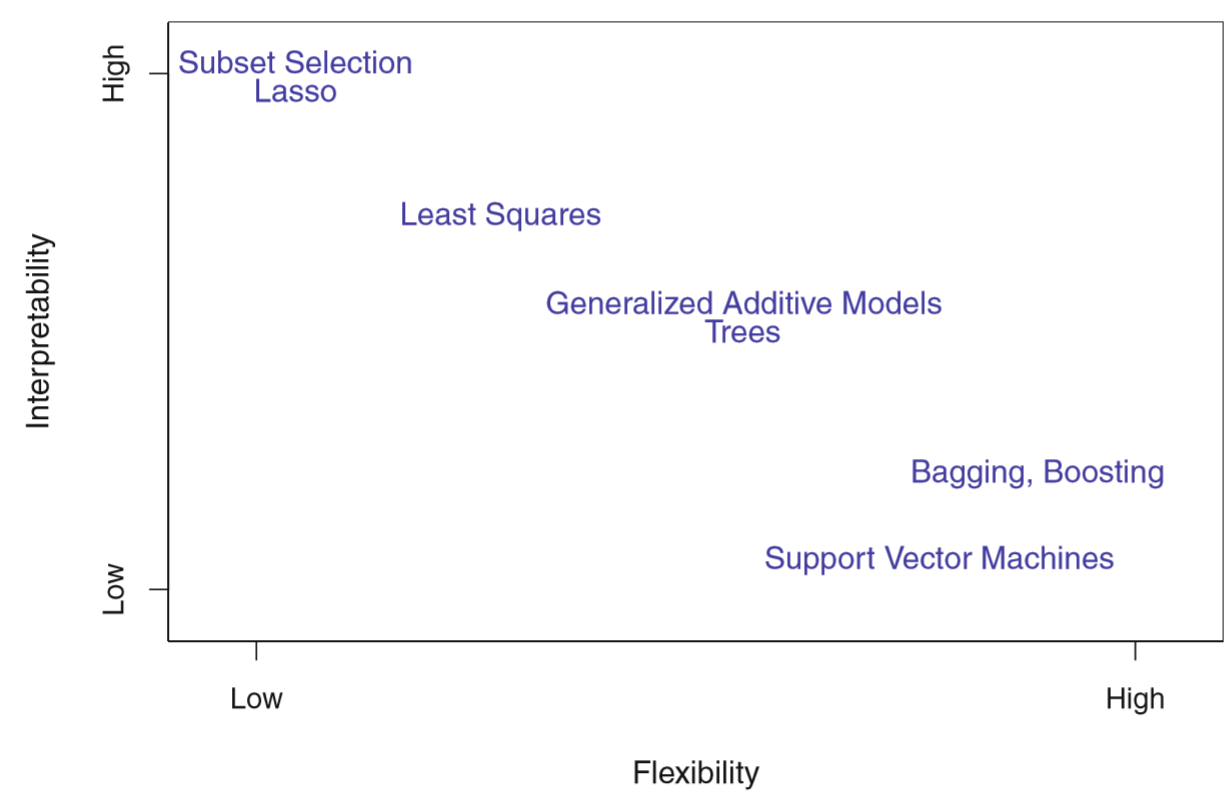 High
Subset Selection
Lasso
Least Squares
Interpretability
Generalized Additive Models
Trees
Bagging, Boosting
Support Vector Machines
Low
Low
High
Flexibility